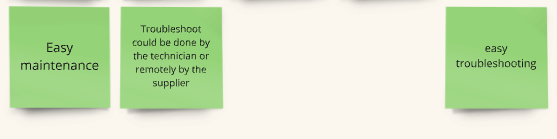 Easy
maintenance
Troubleshoot
could be done by
the technician or
remotely by the
supplier
easy
troubleshooting